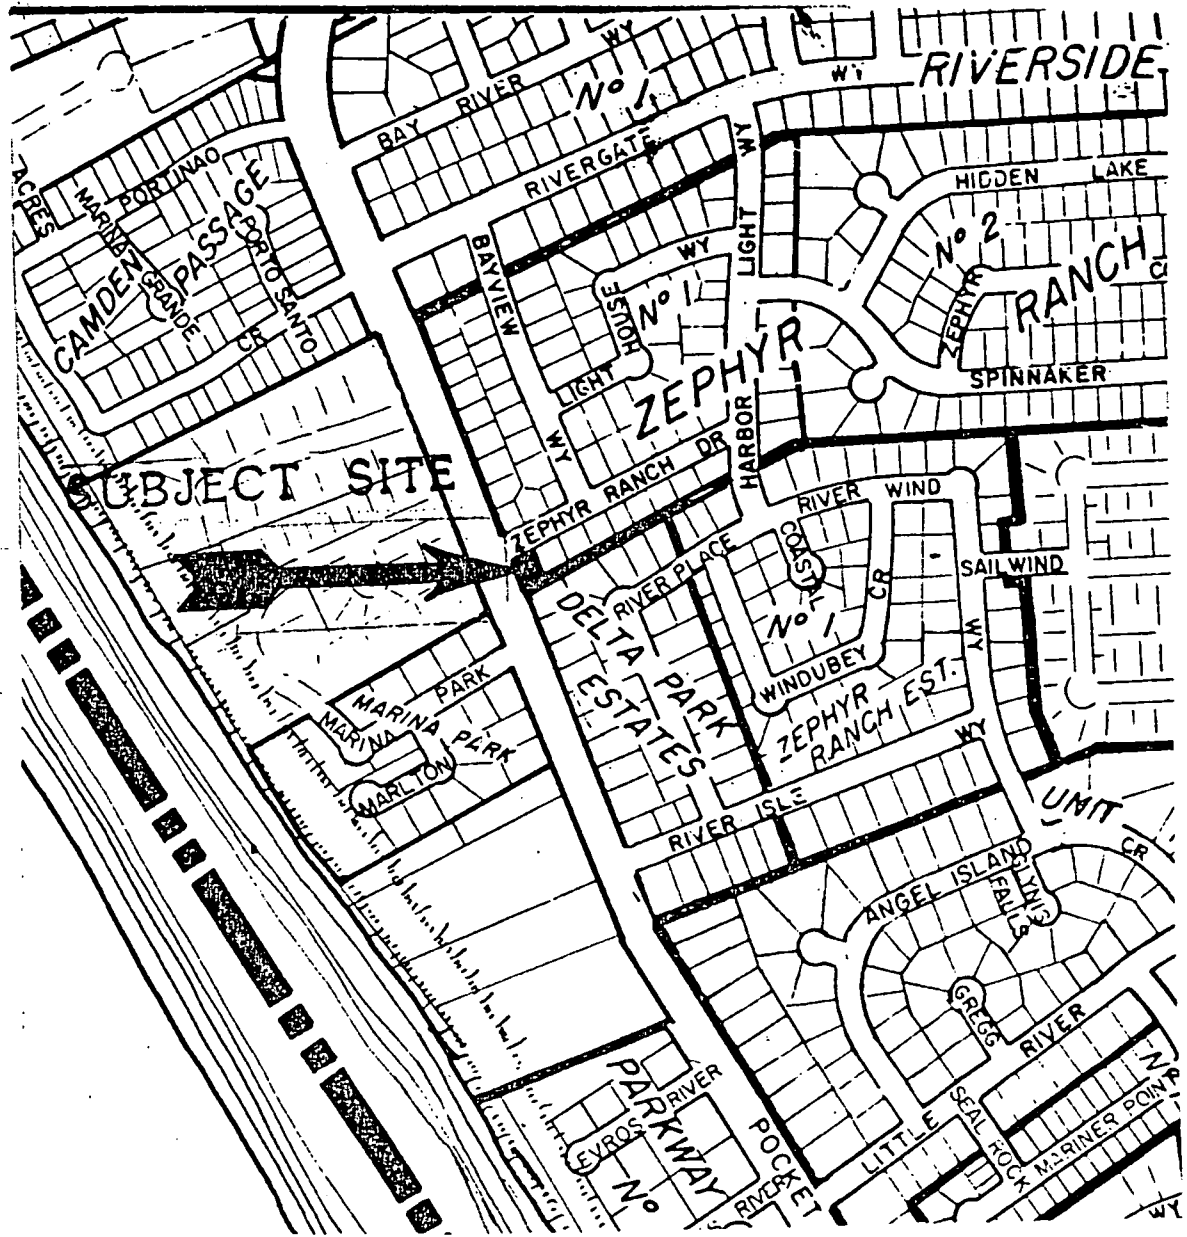 RIVERSIDE
WY
WY
BAY RIVER
Nº 1
RIVERGATE
WY
HIDDEN LAKE
ACRES
PORTINAO
MARINA GRANDE
CAMDEN PASSAGE
PORTO SANTO
CR
BAYVIEW
WY
LIGHT
Nº 2
RANCH
ZEPHYR
Nº 1
LIGHT HOUSE
WY
ZEPHYR
SPINNAKER
HARBOR
SUBJECT SITE
ZEPHYR RANCH DR
RIVER WIND
WY
COASTAL
CR
SAILWIND
RIVER PLACE
DELTA PARK
ESTATES
Nº 1
WINDUBEY
ZEPHYR
RANCH EST.
MARINA PARK
MARINA PARK
MARLTON
RIVER ISLE
WY
UNIT
CR
ANGEL ISLAND
GLYNIS FALLS
GREGG
RIVER
LITTLE
SEAL ROCK
MARINER POINT
WY
PARKWAY
Nº
RIVER
EVROS
POCKET
RIVER